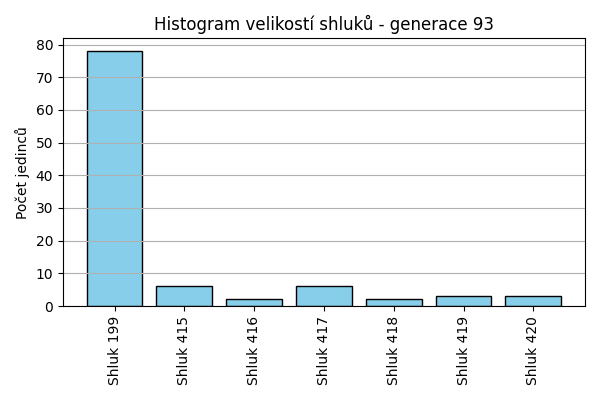 Histogram velikostí shluků - generace 93
Počet jedinců
80
70
60
50
40
30
20
10
0
Shluk 199
Shluk 415
Shluk 416
Shluk 417
Shluk 418
Shluk 419
Shluk 420